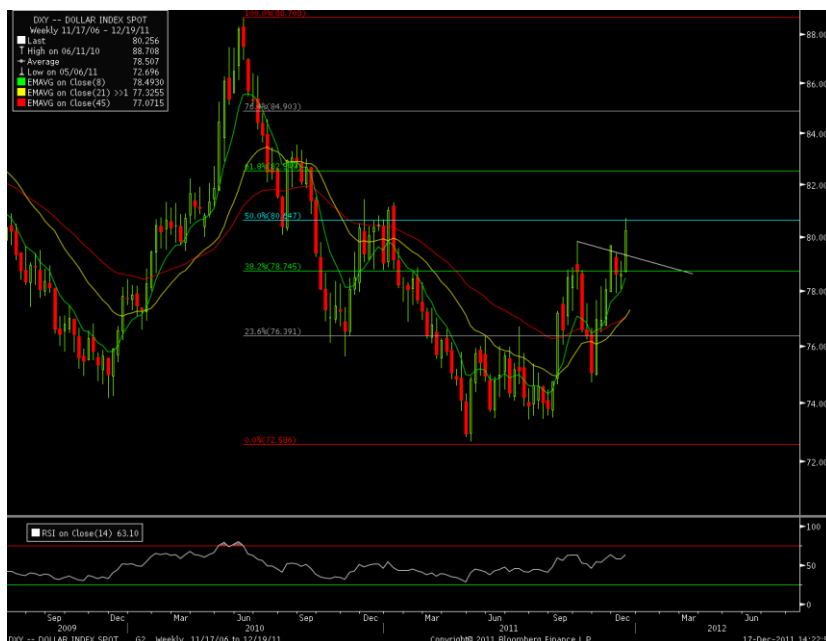 DXY -- DOLLAR INDEX SPOT
Weekly 11/17/06 - 12/19/11
Last 80.256
High on 06/11/10 88.708
Average 78.507
Low on 05/06/11 72.696
EMAVG on Close(8) 78.4930
EMAVG on Close(21) >>1 77.3255
EMAVG on Close(45) 77.0715
100.0%(88.708)
88.00
86.00
(84.903)
84.00
61.8%
82.00
50.0%(80.647)
80.00
38.2%(78.745)
78.00
23.6%(76.391)
76.00
74.00
0.0%(72.586)
72.00
RSI on Close(14) 63.10
100
50
0
Sep Dec Mar Jun Sep Dec Mar Jun Sep Dec Mar
2009 2010 2011 2012
DXY -- DOLLAR INDEX SPOT G2 Weekly 11/17/06 to 12/19/11 Copyright© 2011 Bloomberg Finance L.P. 17-Dec-2011